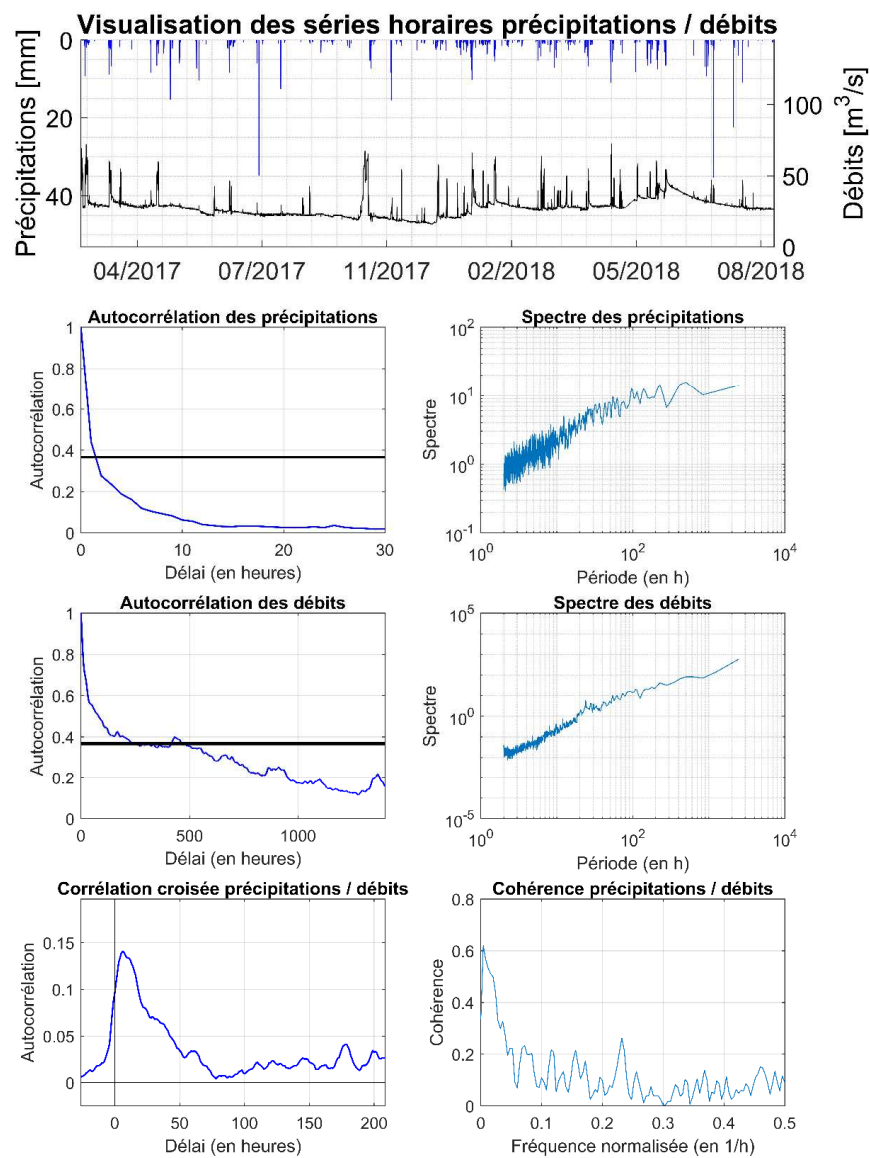 Visualisation des séries horaires précipitations / débits
Précipitations [mm]
0
20
40
Débits [m³/s]
100
50
0
04/2017 07/2017 11/2017 02/2018 05/2018 08/2018
Autocorrélation des précipitations
Autocorrélation
1
0.8
0.6
0.4
0.2
0
0 10 20 30
Délai (en heures)
Spectre des précipitations
Spectre
10²
10¹
10⁰
10⁻¹
10⁰ 10² 10⁴
Période (en h)
Autocorrélation des débits
Autocorrélation
1
0.8
0.6
0.4
0.2
0
0 500 1000
Délai (en heures)
Spectre des débits
Spectre
10⁵
10⁰
10⁻⁵
10⁰ 10² 10⁴
Période (en h)
Corrélation croisée précipitations / débits
Autocorrélation
0.15
0.1
0.05
0
0 50 100 150 200
Délai (en heures)
Cohérence précipitations / débits
Cohérence
0.8
0.6
0.4
0.2
0
0 0.1 0.2 0.3 0.4 0.5
Fréquence normalisée (en 1/h)